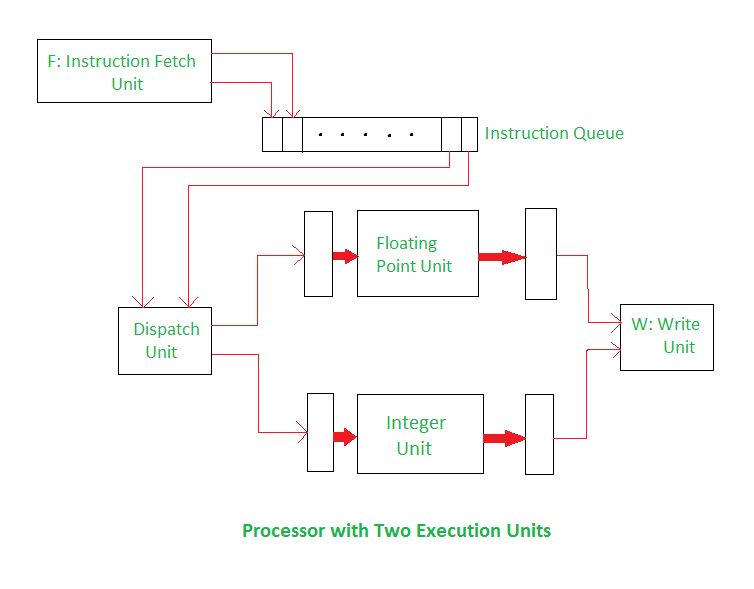 F: Instruction Fetch
Unit
Instruction Queue
Floating
Point Unit
Dispatch
Unit
W: Write
Unit
Integer
Unit
Processor with Two Execution Units